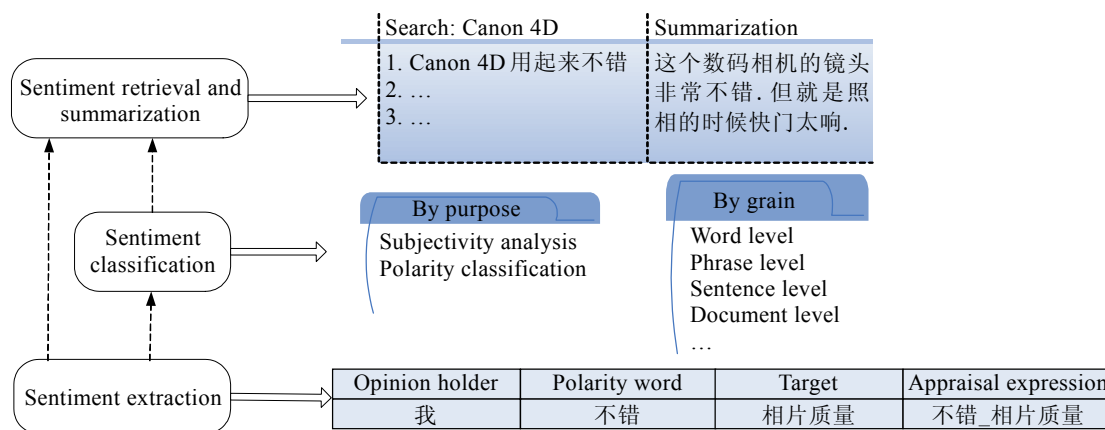 Search: Canon 4D
Summarization
Sentiment retrieval and
summarization
1. Canon 4D 用起来不错
2. …
3. …
这个数码相机的镜头
非常不错. 但就是照
相的时候快门太响.
Sentiment
classification
By purpose
Subjectivity analysis
Polarity classification
By grain
Word level
Phrase level
Sentence level
Document level
…
Sentiment extraction
Opinion holder Polarity word Target Appraisal expression
我 不错 相片质量 不错_相片质量